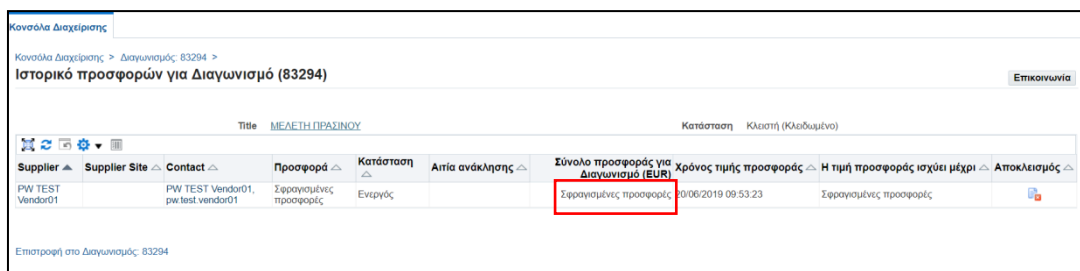 Κονσόλα Διαχείρισης
Κονσόλα Διαχείρισης > Διαγωνισμός: 83294 >
Ιστορικό προσφορών για Διαγωνισμό (83294)
Επικοινωνία
Title ΜΕΛΕΤΗ ΠΡΑΣΙΝΟΥ Κατάσταση Κλειστή (Κλειδωμένο)
Supplier Supplier Site Contact Προσφορά Κατάσταση Αιτία ανάκλησης Σύνολο προσφοράς για Διαγωνισμό (EUR) Χρόνος τιμής προσφοράς Η τιμή προσφοράς ισχύει μέχρι Αποκλεισμός
PW TEST Vendor01 PW TEST Vendor01, pw.test.vendor01 Σφραγισμένες προσφορές Ενεργός Σφραγισμένες προσφορές 20/06/2019 09:53:23 Σφραγισμένες προσφορές
Επιστροφή στο Διαγωνισμός: 83294